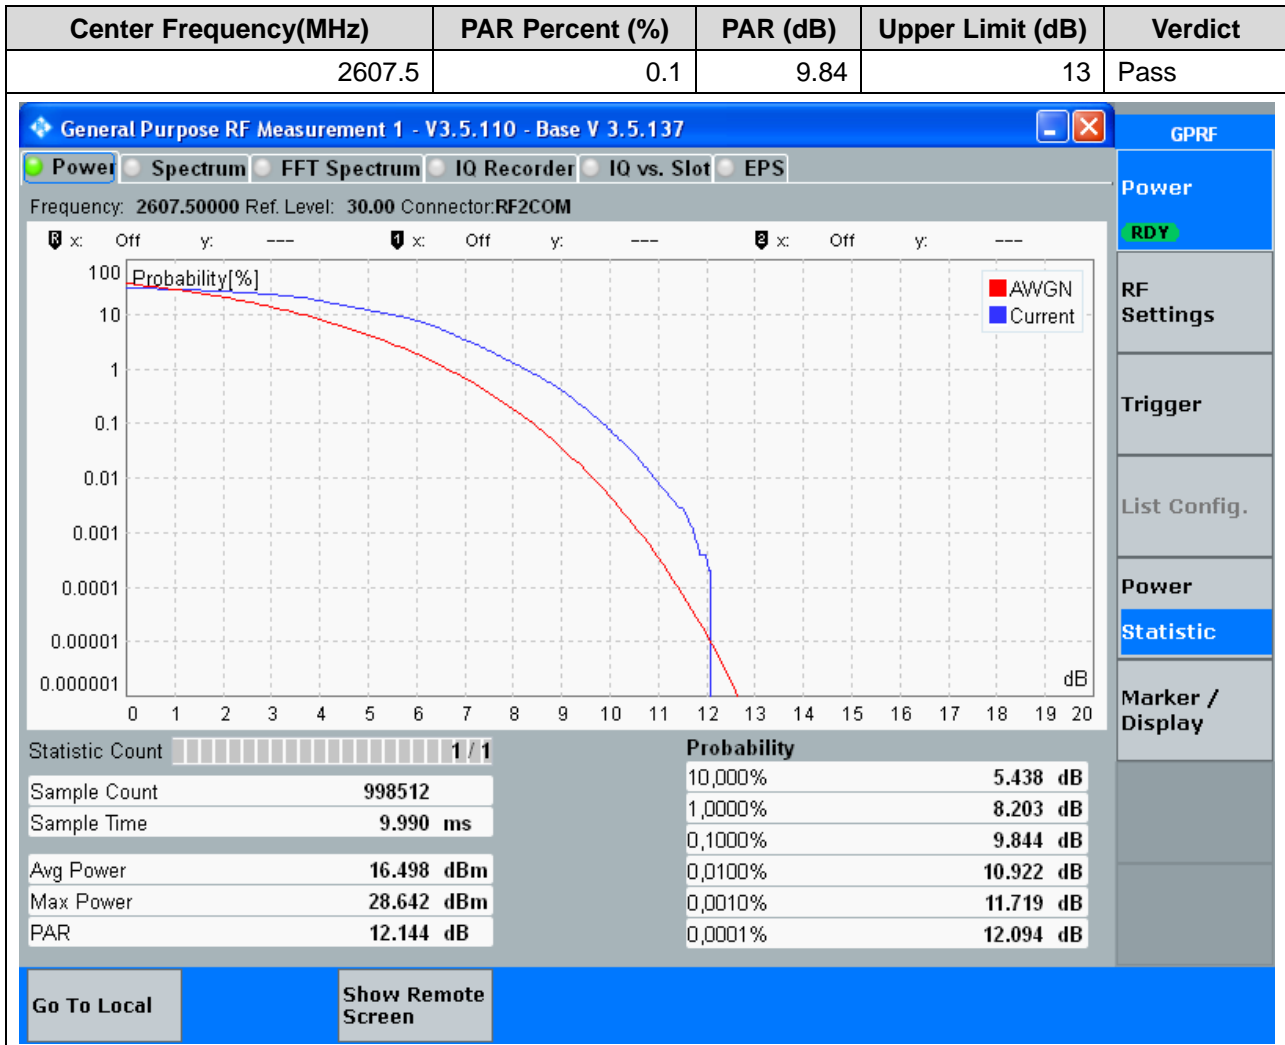 Center Frequency(MHz) PAR Percent (%) PAR (dB) Upper Limit (dB) Verdict
2607.5 0.1 9.84 13 Pass
General Purpose RF Measurement 1 - V3.5.110 - Base V 3.5.137
GPRF
Power Spectrum FFT Spectrum IQ Recorder IQ vs. Slot EPS
Power
RDY
Frequency: 2607.50000 Ref. Level: 30.00 Connector:RF2COM
R x: Off y: --- 1 x: Off y: --- 2 x: Off y: ---
Probability[%]
AWGN
Current
100
10
1
0.1
0.01
0.001
0.0001
0.00001
0.000001
dB
0 1 2 3 4 5 6 7 8 9 10 11 12 13 14 15 16 17 18 19 20
RF
Settings
Trigger
List Config.
Power
Statistic
Marker /
Display
Statistic Count 1 / 1
Sample Count 998512
Sample Time 9.990 ms
Avg Power 16.498 dBm
Max Power 28.642 dBm
PAR 12.144 dB
Probability
10,000% 5.438 dB
1,0000% 8.203 dB
0,1000% 9.844 dB
0,0100% 10.922 dB
0,0010% 11.719 dB
0,0001% 12.094 dB
Go To Local
Show Remote
Screen